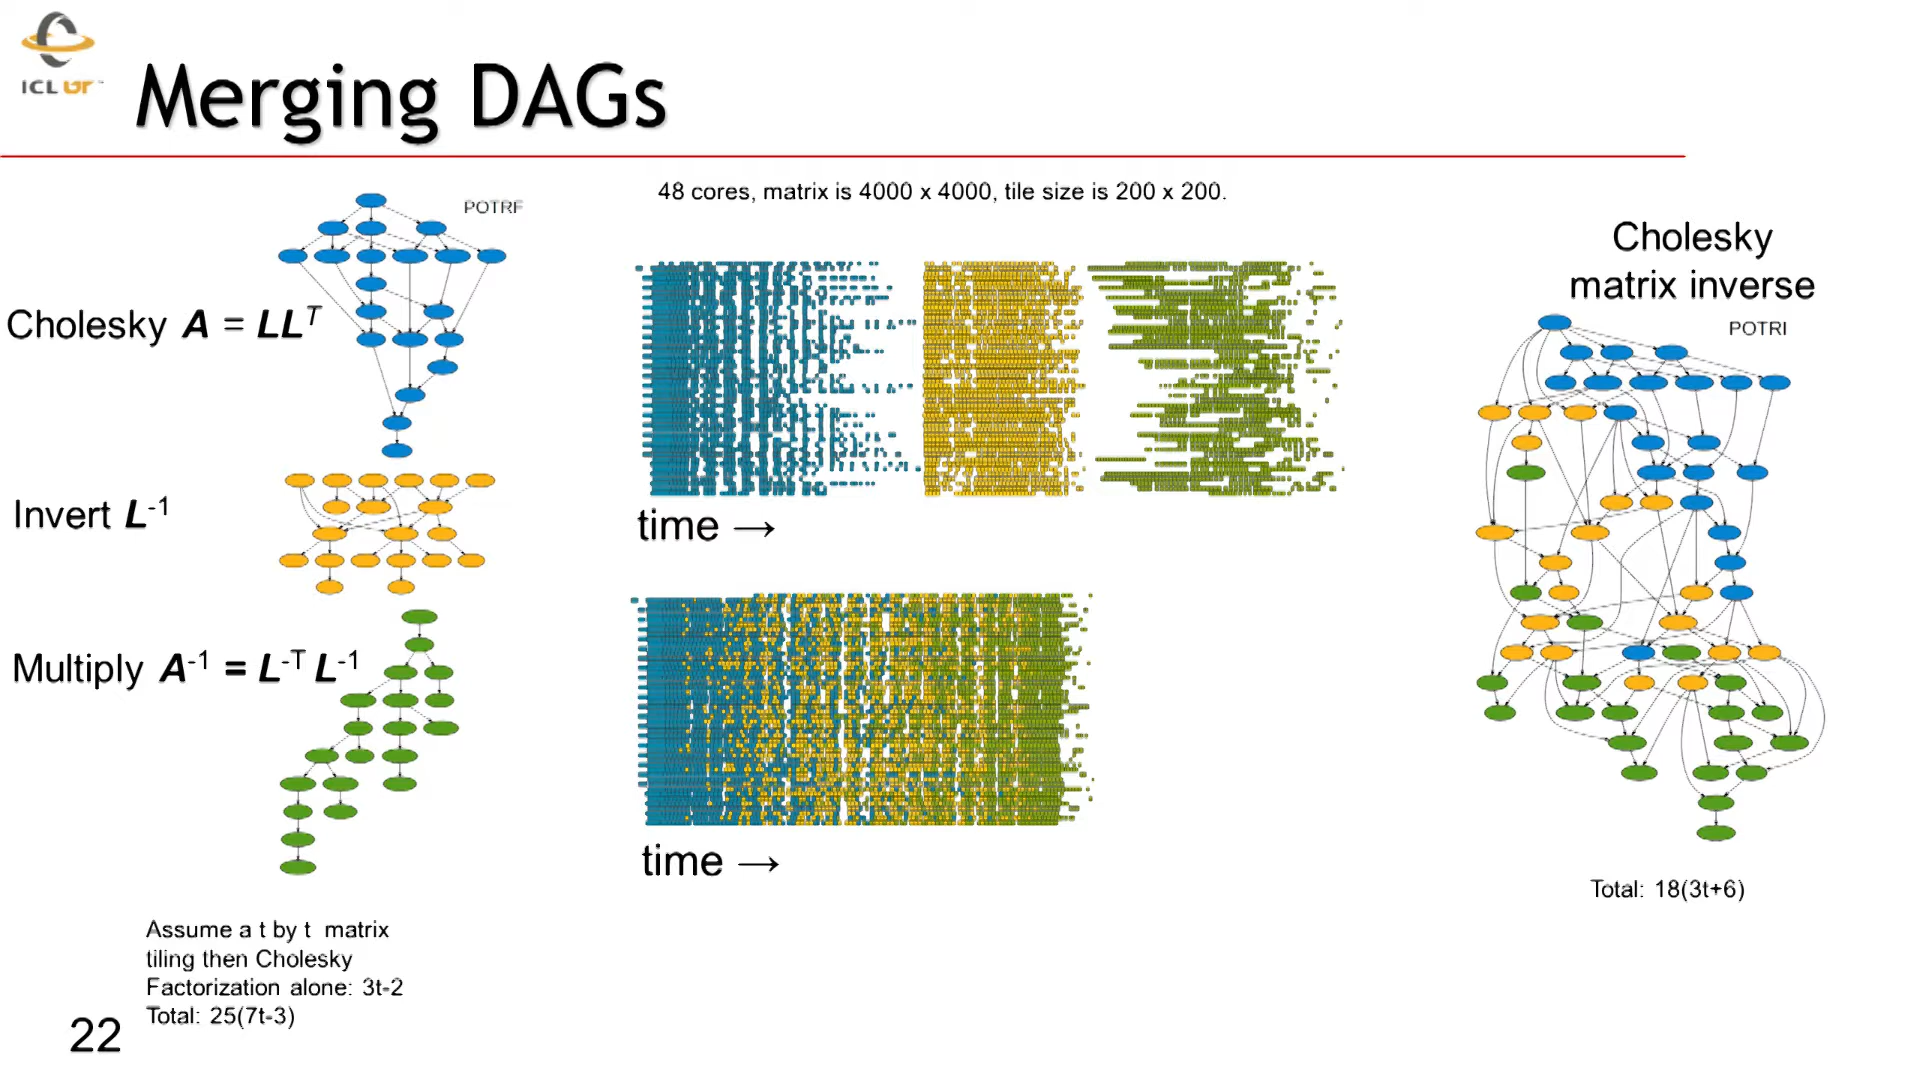 ICL UT
Merging DAGs
48 cores, matrix is 4000 x 4000, tile size is 200 x 200.
POTRF
Cholesky A = LL^T
Invert L^-1
Multiply A^-1 = L^-T L^-1
time →
time →
Cholesky
matrix inverse
POTRI
Total: 18(3t+6)
Assume a t by t matrix
tiling then Cholesky
Factorization alone: 3t-2
Total: 25(7t-3)
22